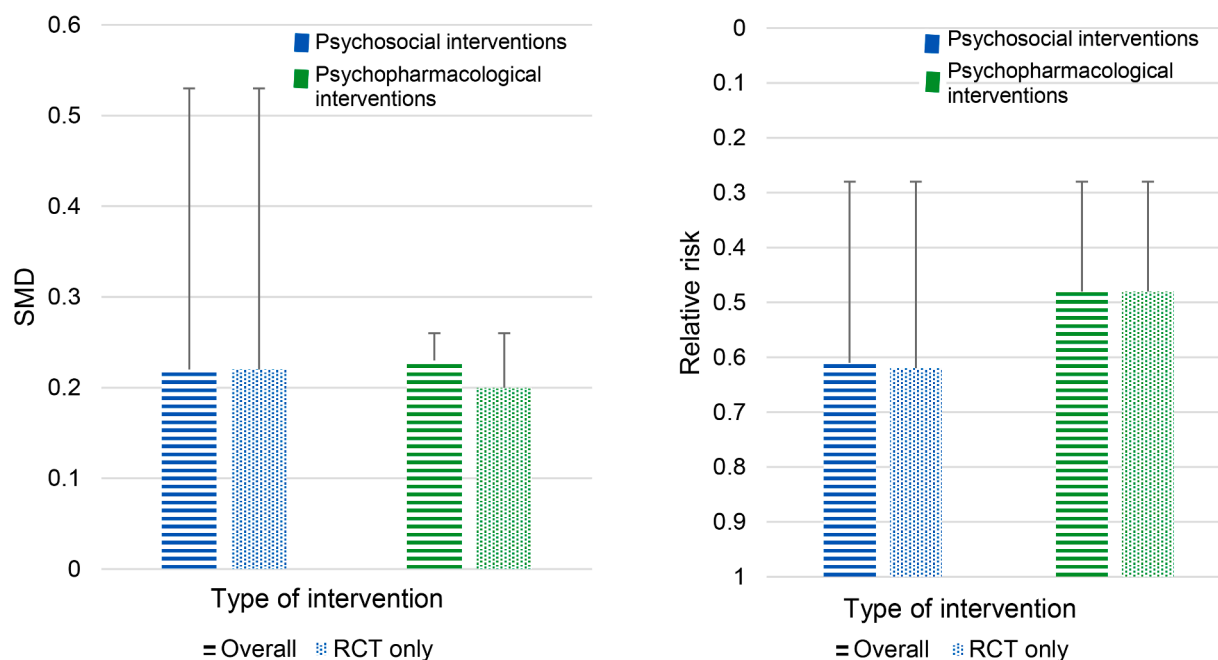 0.6
0.5
0.4
0.3
0.2
0.1
0
SMD
Psychosocial interventions
Psychopharmacological
interventions
Type of intervention
Overall
RCT only
0
0.1
0.2
0.3
0.4
0.5
0.6
0.7
0.8
0.9
1
Relative risk
Psychosocial interventions
Psychopharmacological
interventions
Type of intervention
Overall
RCT only